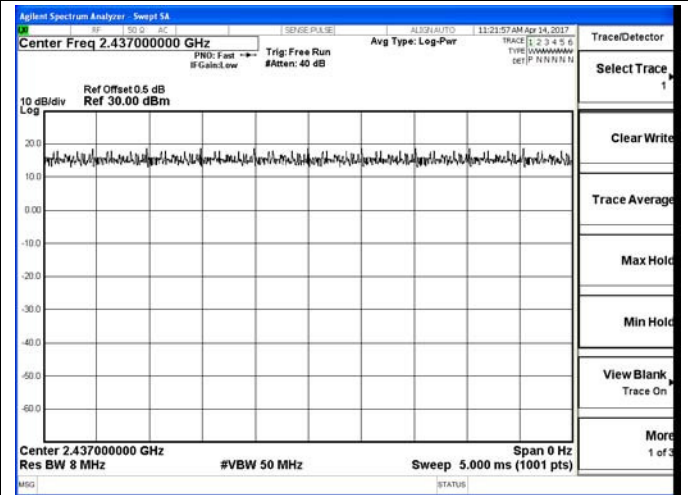 Agilent Spectrum Analyzer - Swept SA
RF 50 Ω AC SENSE:PULSE ALIGNAUTO 11:21:57 AM Apr 14, 2017
Center Freq 2.437000000 GHz
PNO: Fast
IFGain:Low
Trig: Free Run
#Atten: 40 dB
Avg Type: Log-Pwr
TRACE 1 2 3 4 5 6
TYPE
DET P N N N N N
Ref Offset 0.5 dB
10 dB/div Ref 30.00 dBm
Log
20.0
10.0
0.00
-10.0
-20.0
-30.0
-40.0
-50.0
-60.0
Center 2.437000000 GHz Span 0 Hz
Res BW 8 MHz #VBW 50 MHz Sweep 5.000 ms (1001 pts)
MSG STATUS
Trace/Detector
Select Trace
1
Clear Write
Trace Average
Max Hold
Min Hold
View Blank
Trace On
More
1 of 3